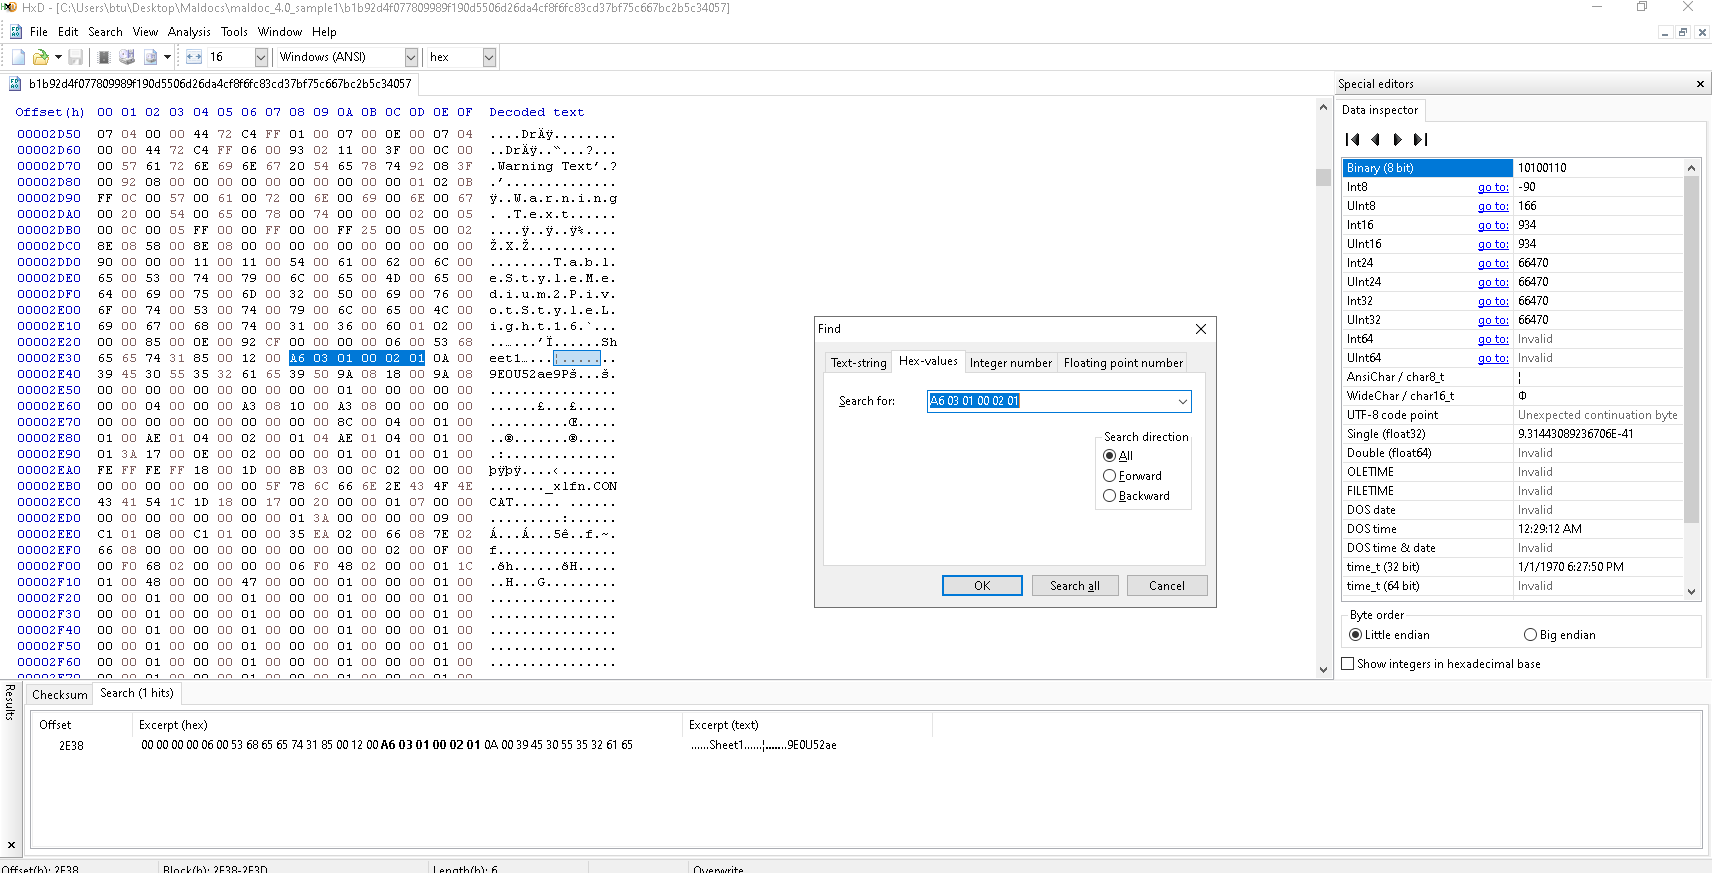 HxD - [C:\Users\btu\Desktop\Maldocs\maldoc_4.0_sample1\b1b92d4f077809989f190d5506d26da4cf8f6fc83cd37bf75c667bc2b5c34057]
File Edit Search View Analysis Tools Window Help
16 Windows (ANSI) hex
b1b92d4f077809989f190d5506d26da4cf8f6fc83cd37bf75c667bc2b5c34057
Offset(h) 00 01 02 03 04 05 06 07 08 09 0A 0B 0C 0D 0E 0F Decoded text
00002D50 07 04 00 00 44 72 C4 FF 01 00 07 00 0E 00 07 04 ....DrÄÿ........
00002D60 00 00 44 72 C4 FF 06 00 93 02 11 00 3F 00 0C 00 ..DrÄÿ..“...?...
00002D70 00 57 61 72 6E 69 6E 67 20 54 65 78 74 92 08 3F .Warning Text’.?
00002D80 00 92 08 00 00 00 00 00 00 00 00 00 00 01 02 0B .’..............
00002D90 FF 0C 00 57 00 61 00 72 00 6E 00 69 00 6E 00 67 ÿ..W.a.r.n.i.n.g
00002DA0 00 20 00 54 00 65 00 78 00 74 00 00 00 02 00 05 . .T.e.x.t......
00002DB0 00 0C 00 05 FF 00 00 FF 00 00 FF 25 00 05 00 02 ....ÿ..ÿ..ÿ%....
00002DC0 8E 08 58 00 8E 08 00 00 00 00 00 00 00 00 00 00 Ž.X.Ž...........
00002DD0 90 00 00 00 11 00 11 00 54 00 61 00 62 00 6C 00 ........T.a.b.l.
00002DE0 65 00 53 00 74 00 79 00 6C 00 65 00 4D 00 65 00 e.S.t.y.l.e.M.e.
00002DF0 64 00 69 00 75 00 6D 00 32 00 50 00 69 00 76 00 d.i.u.m.2.P.i.v.
00002E00 6F 00 74 00 53 00 74 00 79 00 6C 00 65 00 4C 00 o.t.S.t.y.l.e.L.
00002E10 69 00 67 00 68 00 74 00 31 00 36 00 60 01 02 00 i.g.h.t.1.6.`...
00002E20 00 00 85 00 0E 00 92 CF 00 00 00 00 06 00 53 68 ..…...’Ï......Sh
00002E30 65 65 74 31 85 00 12 00 A6 03 01 00 02 01 0A 00 eet1…...¦.......
00002E40 39 45 30 55 35 32 61 65 39 50 9A 08 18 00 9A 08 9E0U52ae9Pš...š.
00002E50 00 00 00 00 00 00 00 00 00 00 00 00 00 00 00 00 ................
00002E60 00 00 04 00 00 00 A3 08 10 00 A3 08 00 00 00 00 ......£...£.....
00002E70 00 00 00 00 00 00 00 00 00 00 8C 00 04 00 01 00 ..........Œ.....
00002E80 01 00 AE 01 04 00 02 00 01 04 AE 01 04 00 02 00 ..®.......®.....
00002E90 01 3A 17 00 0E 00 02 00 00 00 01 00 01 00 01 00 .:..............
00002EA0 FE FF FE FF 18 00 1D 00 8B 03 00 0C 02 00 00 00 þÿþÿ....‹.......
00002EB0 00 00 00 00 00 00 00 5F 78 6C 66 6E 2E 43 4F 4E ......._xlfn.CON
00002EC0 43 41 54 1C 1D 18 00 17 00 20 00 00 01 07 00 00 CAT...... ......
00002ED0 00 00 00 00 00 00 00 01 3A 00 00 00 00 09 00 ........:.......
00002EE0 C1 01 08 00 C1 01 00 00 35 EA 02 00 66 08 7E 02 Á...Á...5ê..f.~.
00002EF0 66 08 00 00 00 00 00 00 00 00 00 00 02 00 0F 00 f...............
00002F00 00 F0 68 02 00 00 00 00 06 F0 48 02 00 00 01 1C .ðh......ðH.....
00002F10 01 00 48 00 00 00 47 00 00 00 01 00 00 00 01 00 ..H...G.........
00002F20 00 00 01 00 00 00 01 00 00 00 01 00 00 00 01 00 ................
00002F30 00 00 01 00 00 00 01 00 00 00 01 00 00 00 01 00 ................
00002F40 00 00 01 00 00 00 01 00 00 00 01 00 00 00 01 00 ................
00002F50 00 00 01 00 00 00 01 00 00 00 01 00 00 00 01 00 ................
00002F60 00 00 01 00 00 00 01 00 00 00 01 00 00 00 01 00 ................
Find
Text-string Hex-values Integer number Floating point number
Search for: A6 03 01 00 02 01
Search direction
All
Forward
Backward
OK Search all Cancel
Special editors
Data inspector
Binary (8 bit) 10100110
Int8 go to: -90
UInt8 go to: 166
Int16 go to: 934
UInt16 go to: 934
Int24 go to: 66470
UInt24 go to: 66470
Int32 go to: 66470
UInt32 go to: 66470
Int64 go to: Invalid
UInt64 go to: Invalid
AnsiChar / char8_t ¦
WideChar / char16_t Φ
UTF-8 code point Unexpected continuation byte
Single (float32) 9.31443089236706E-41
Double (float64) Invalid
OLETIME Invalid
FILETIME Invalid
DOS date Invalid
DOS time 12:29:12 AM
DOS time & date Invalid
time_t (32 bit) 1/1/1970 6:27:50 PM
time_t (64 bit) Invalid
Byte order
Little endian Big endian
Show integers in hexadecimal base
Results
Checksum Search (1 hits)
Offset Excerpt (hex) Excerpt (text)
2E38 00 00 00 00 06 00 53 68 65 65 74 31 85 00 12 00 A6 03 01 00 02 01 0A 00 39 45 30 55 35 32 61 65 ......Sheet1......¦.......9E0U52ae
Offset(h): 2E38 Block(h): 2E38-2E3D Length(h): 6 Overwrite